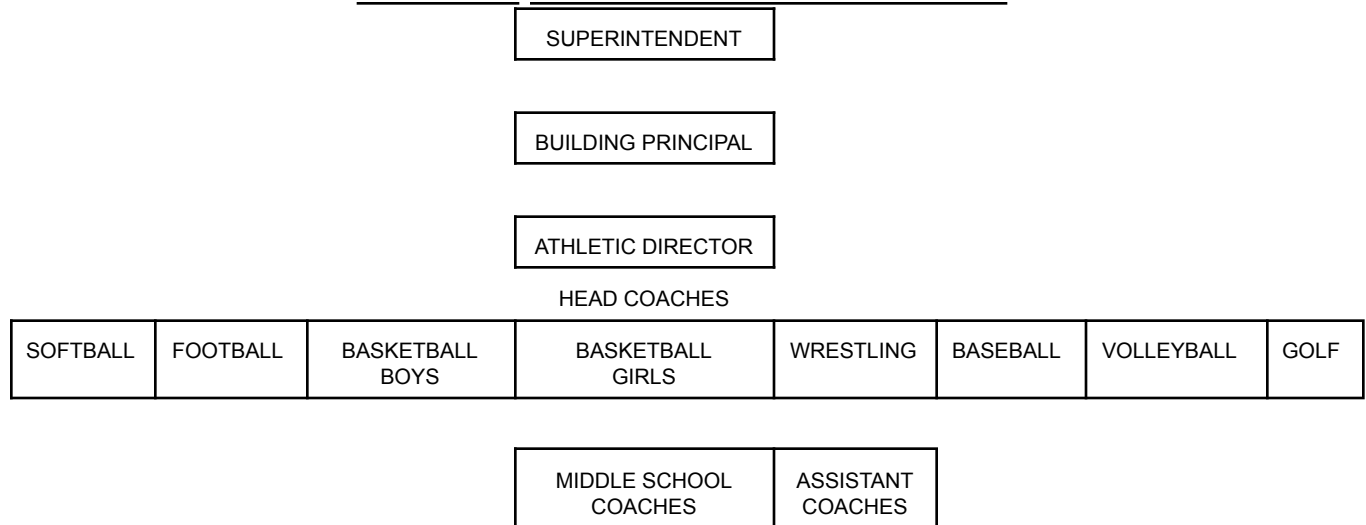 SUPERINTENDENT
BUILDING PRINCIPAL
ATHLETIC DIRECTOR
HEAD COACHES
SOFTBALL FOOTBALL BASKETBALL BASKETBALL WRESTLING BASEBALL VOLLEYBALL GOLF
BOYS GIRLS
MIDDLE SCHOOL ASSISTANT
COACHES COACHES